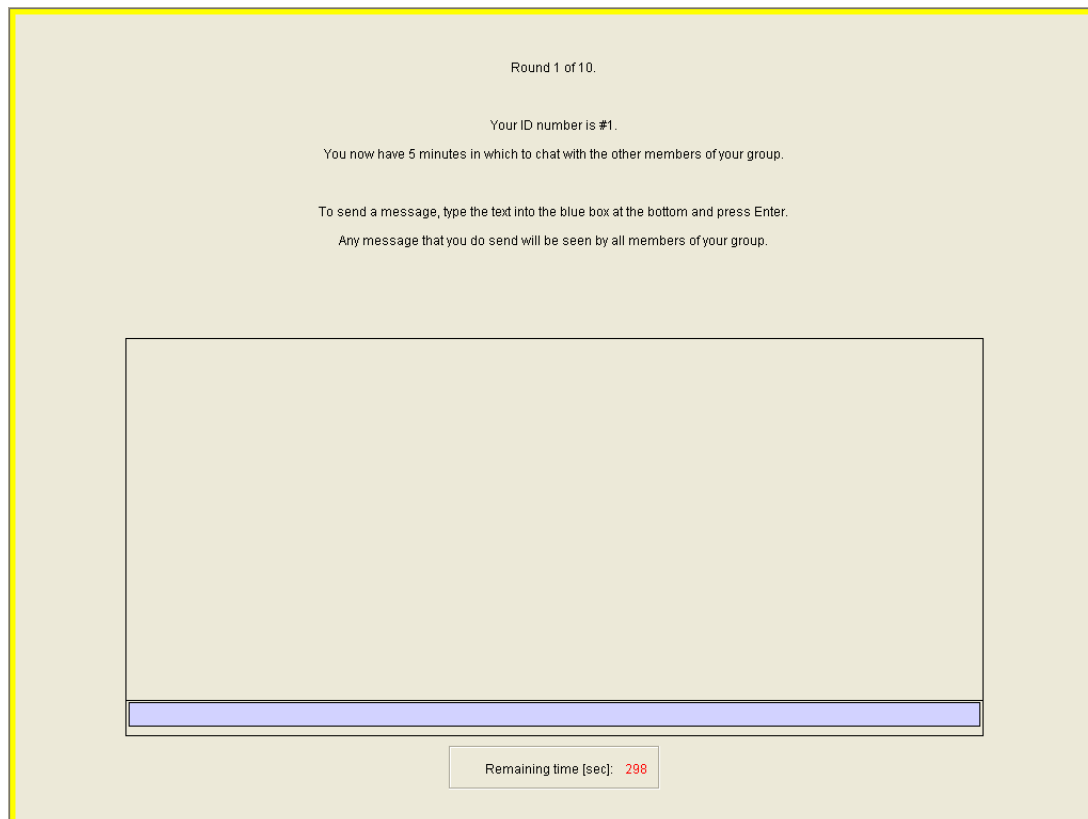 Round 1 of 10.
Your ID number is #1.
You now have 5 minutes in which to chat with the other members of your group.
To send a message, type the text into the blue box at the bottom and press Enter.
Any message that you do send will be seen by all members of your group.
Remaining time [sec]: 298